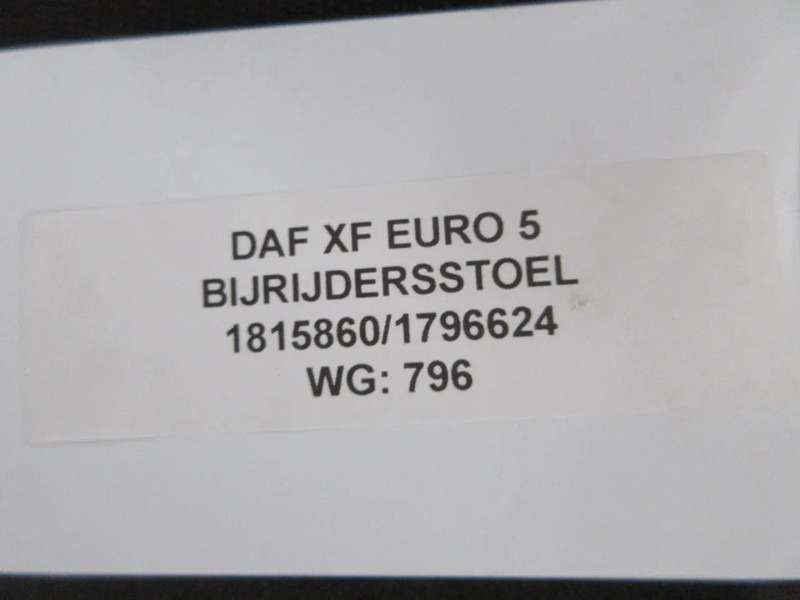 DAF XF EURO 5
BIJRIJDERSSTOEL
1815860/1796624
WG: 796